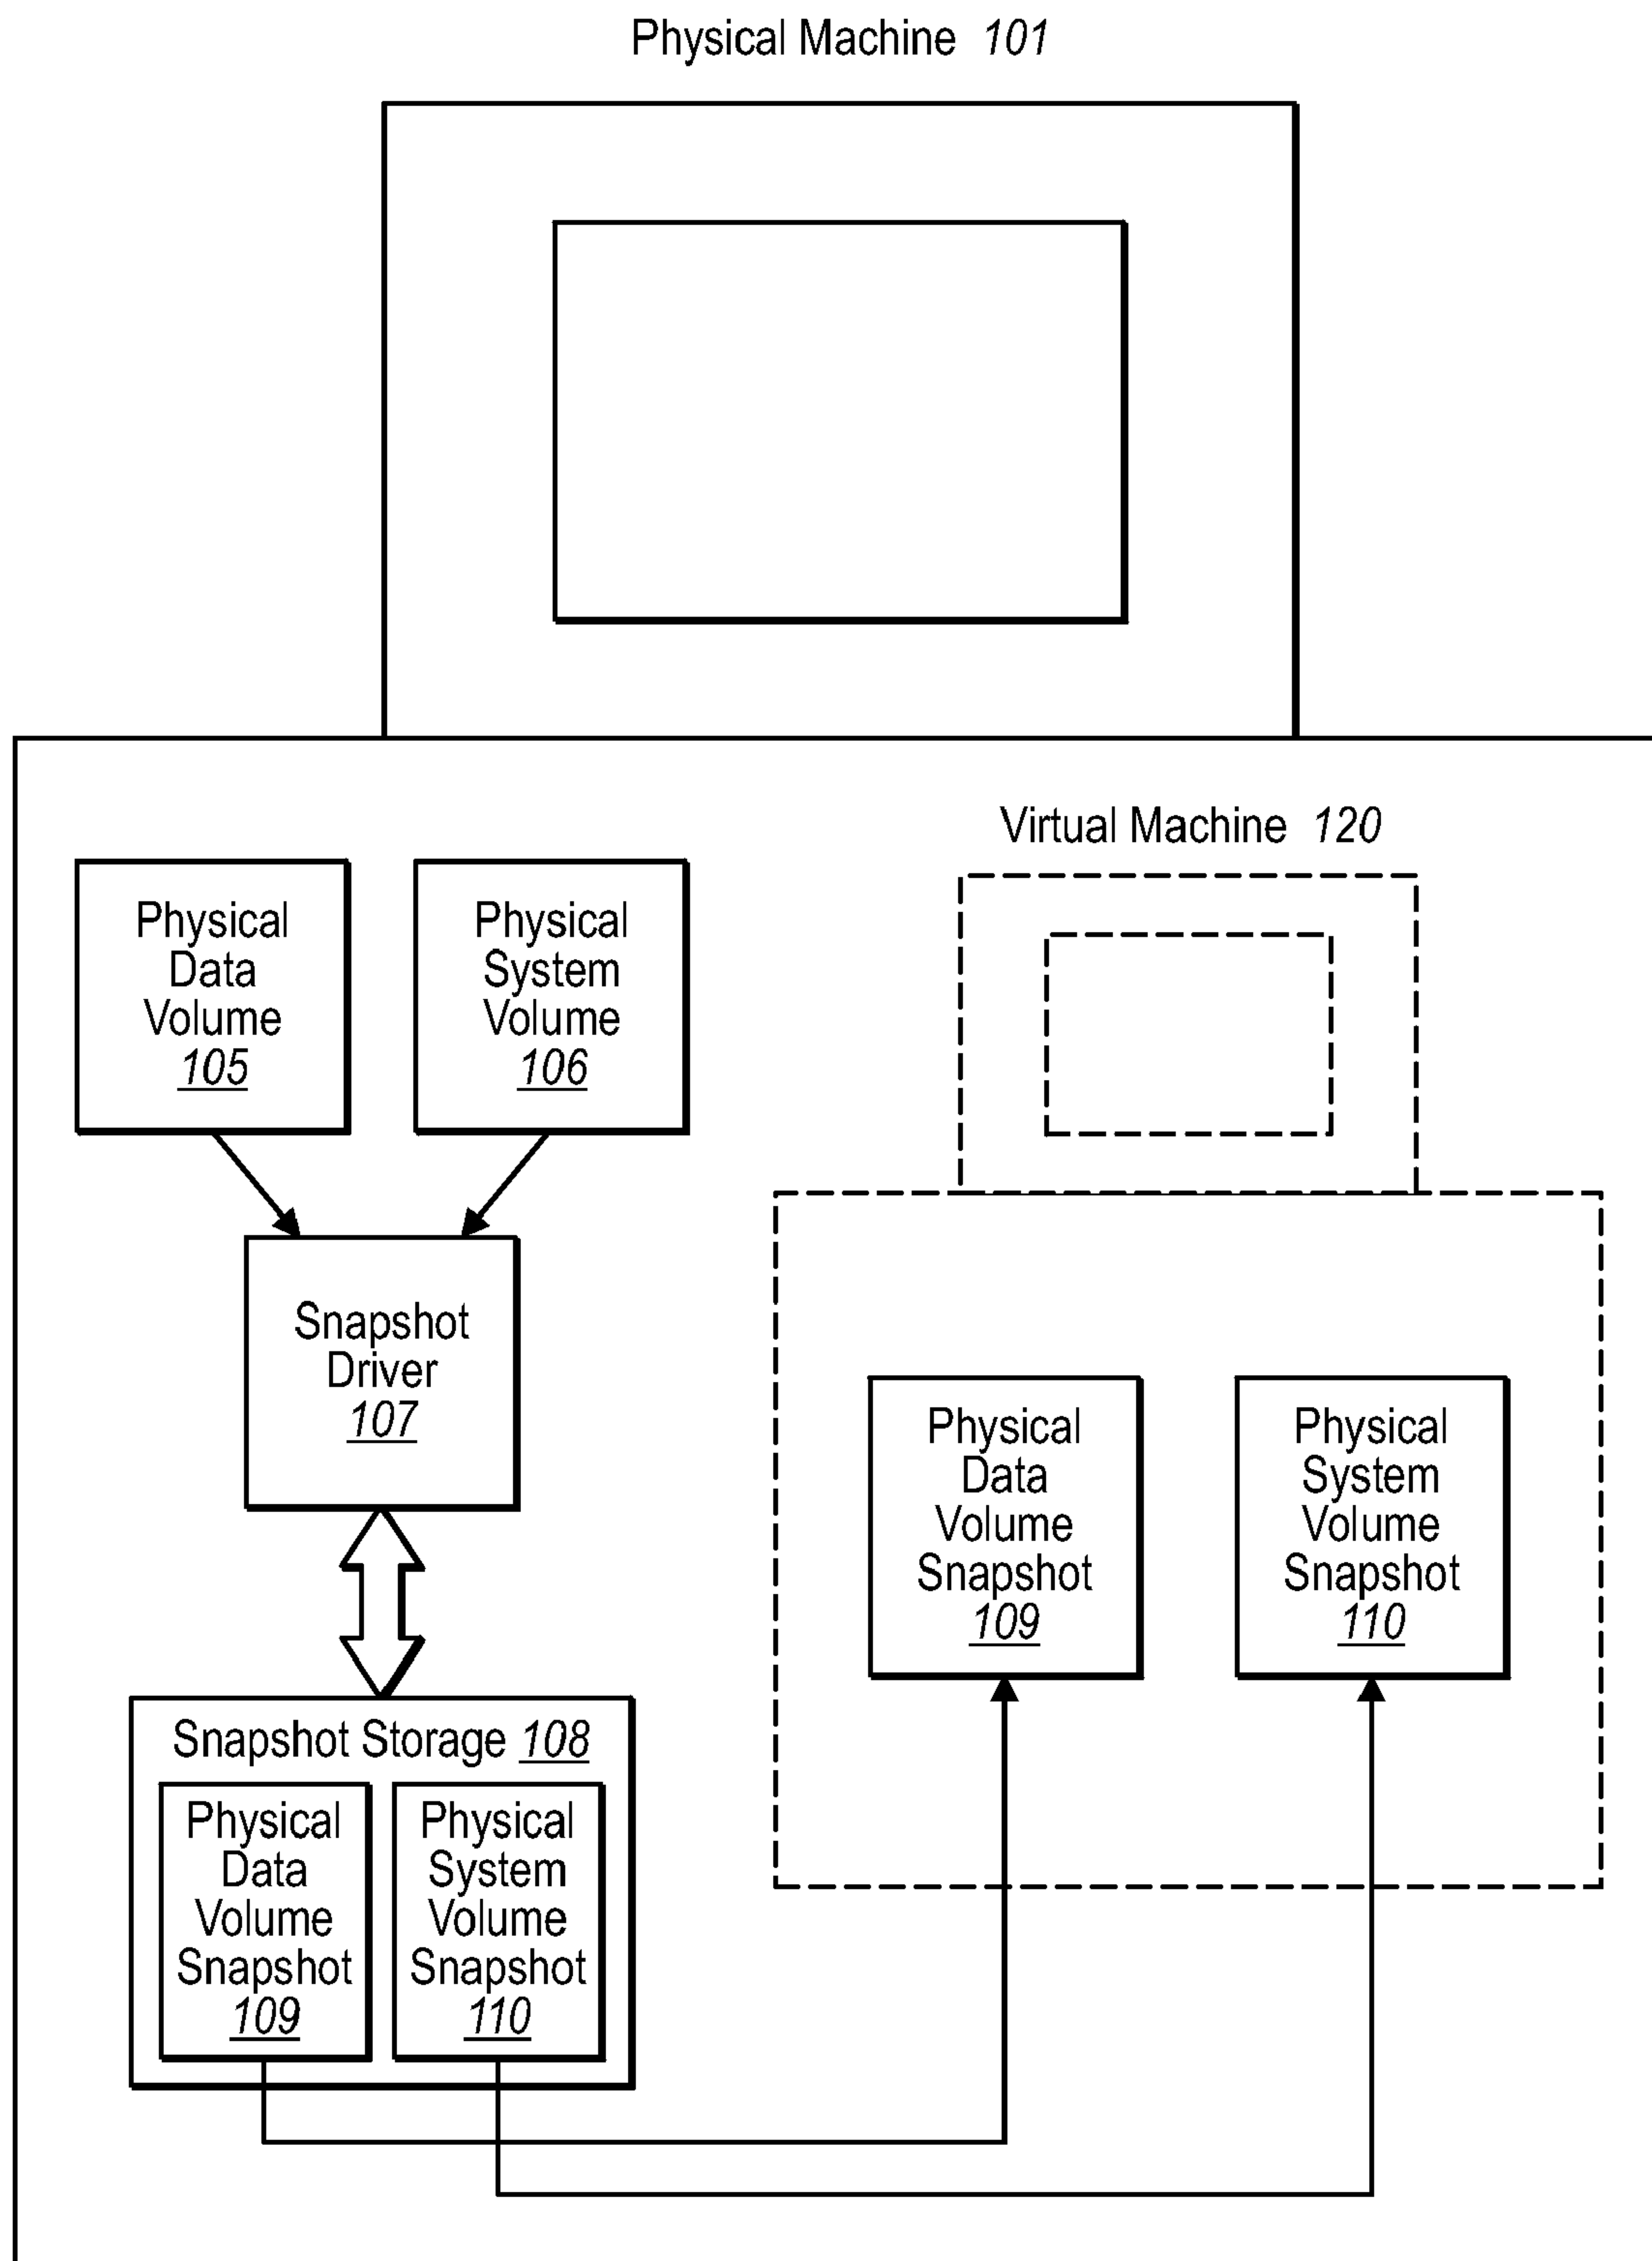 Physical Machine 101
Virtual Machine 120
Physical
Data
Volume
105
Physical
System
Volume
106
Snapshot
Driver
107
Physical
Data
Volume
Snapshot
109
Physical
System
Volume
Snapshot
110
Snapshot Storage 108
Physical
Data
Volume
Snapshot
109
Physical
System
Volume
Snapshot
110